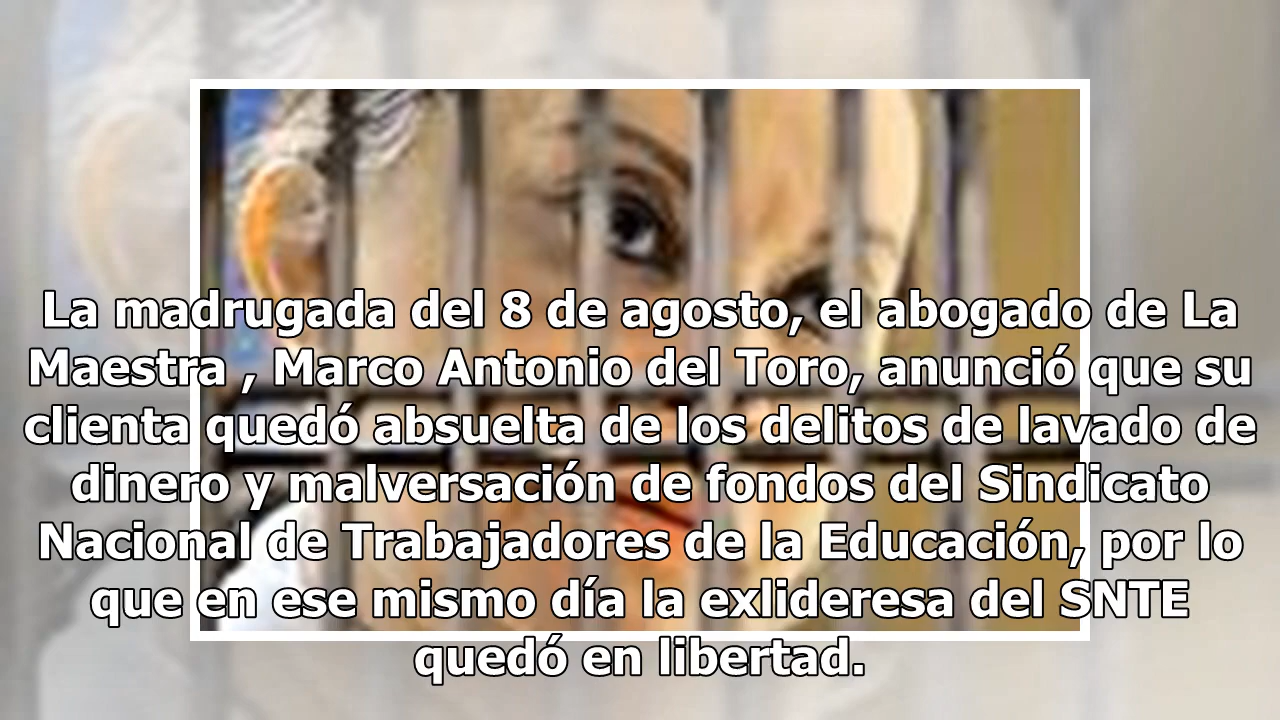 La madrugada del 8 de agosto, el abogado de La
Maestra , Marco Antonio del Toro, anunció que su
clienta quedó absuelta de los delitos de lavado de
dinero y malversación de fondos del Sindicato
Nacional de Trabajadores de la Educación, por lo
que en ese mismo día la exlideresa del SNTE
quedó en libertad.